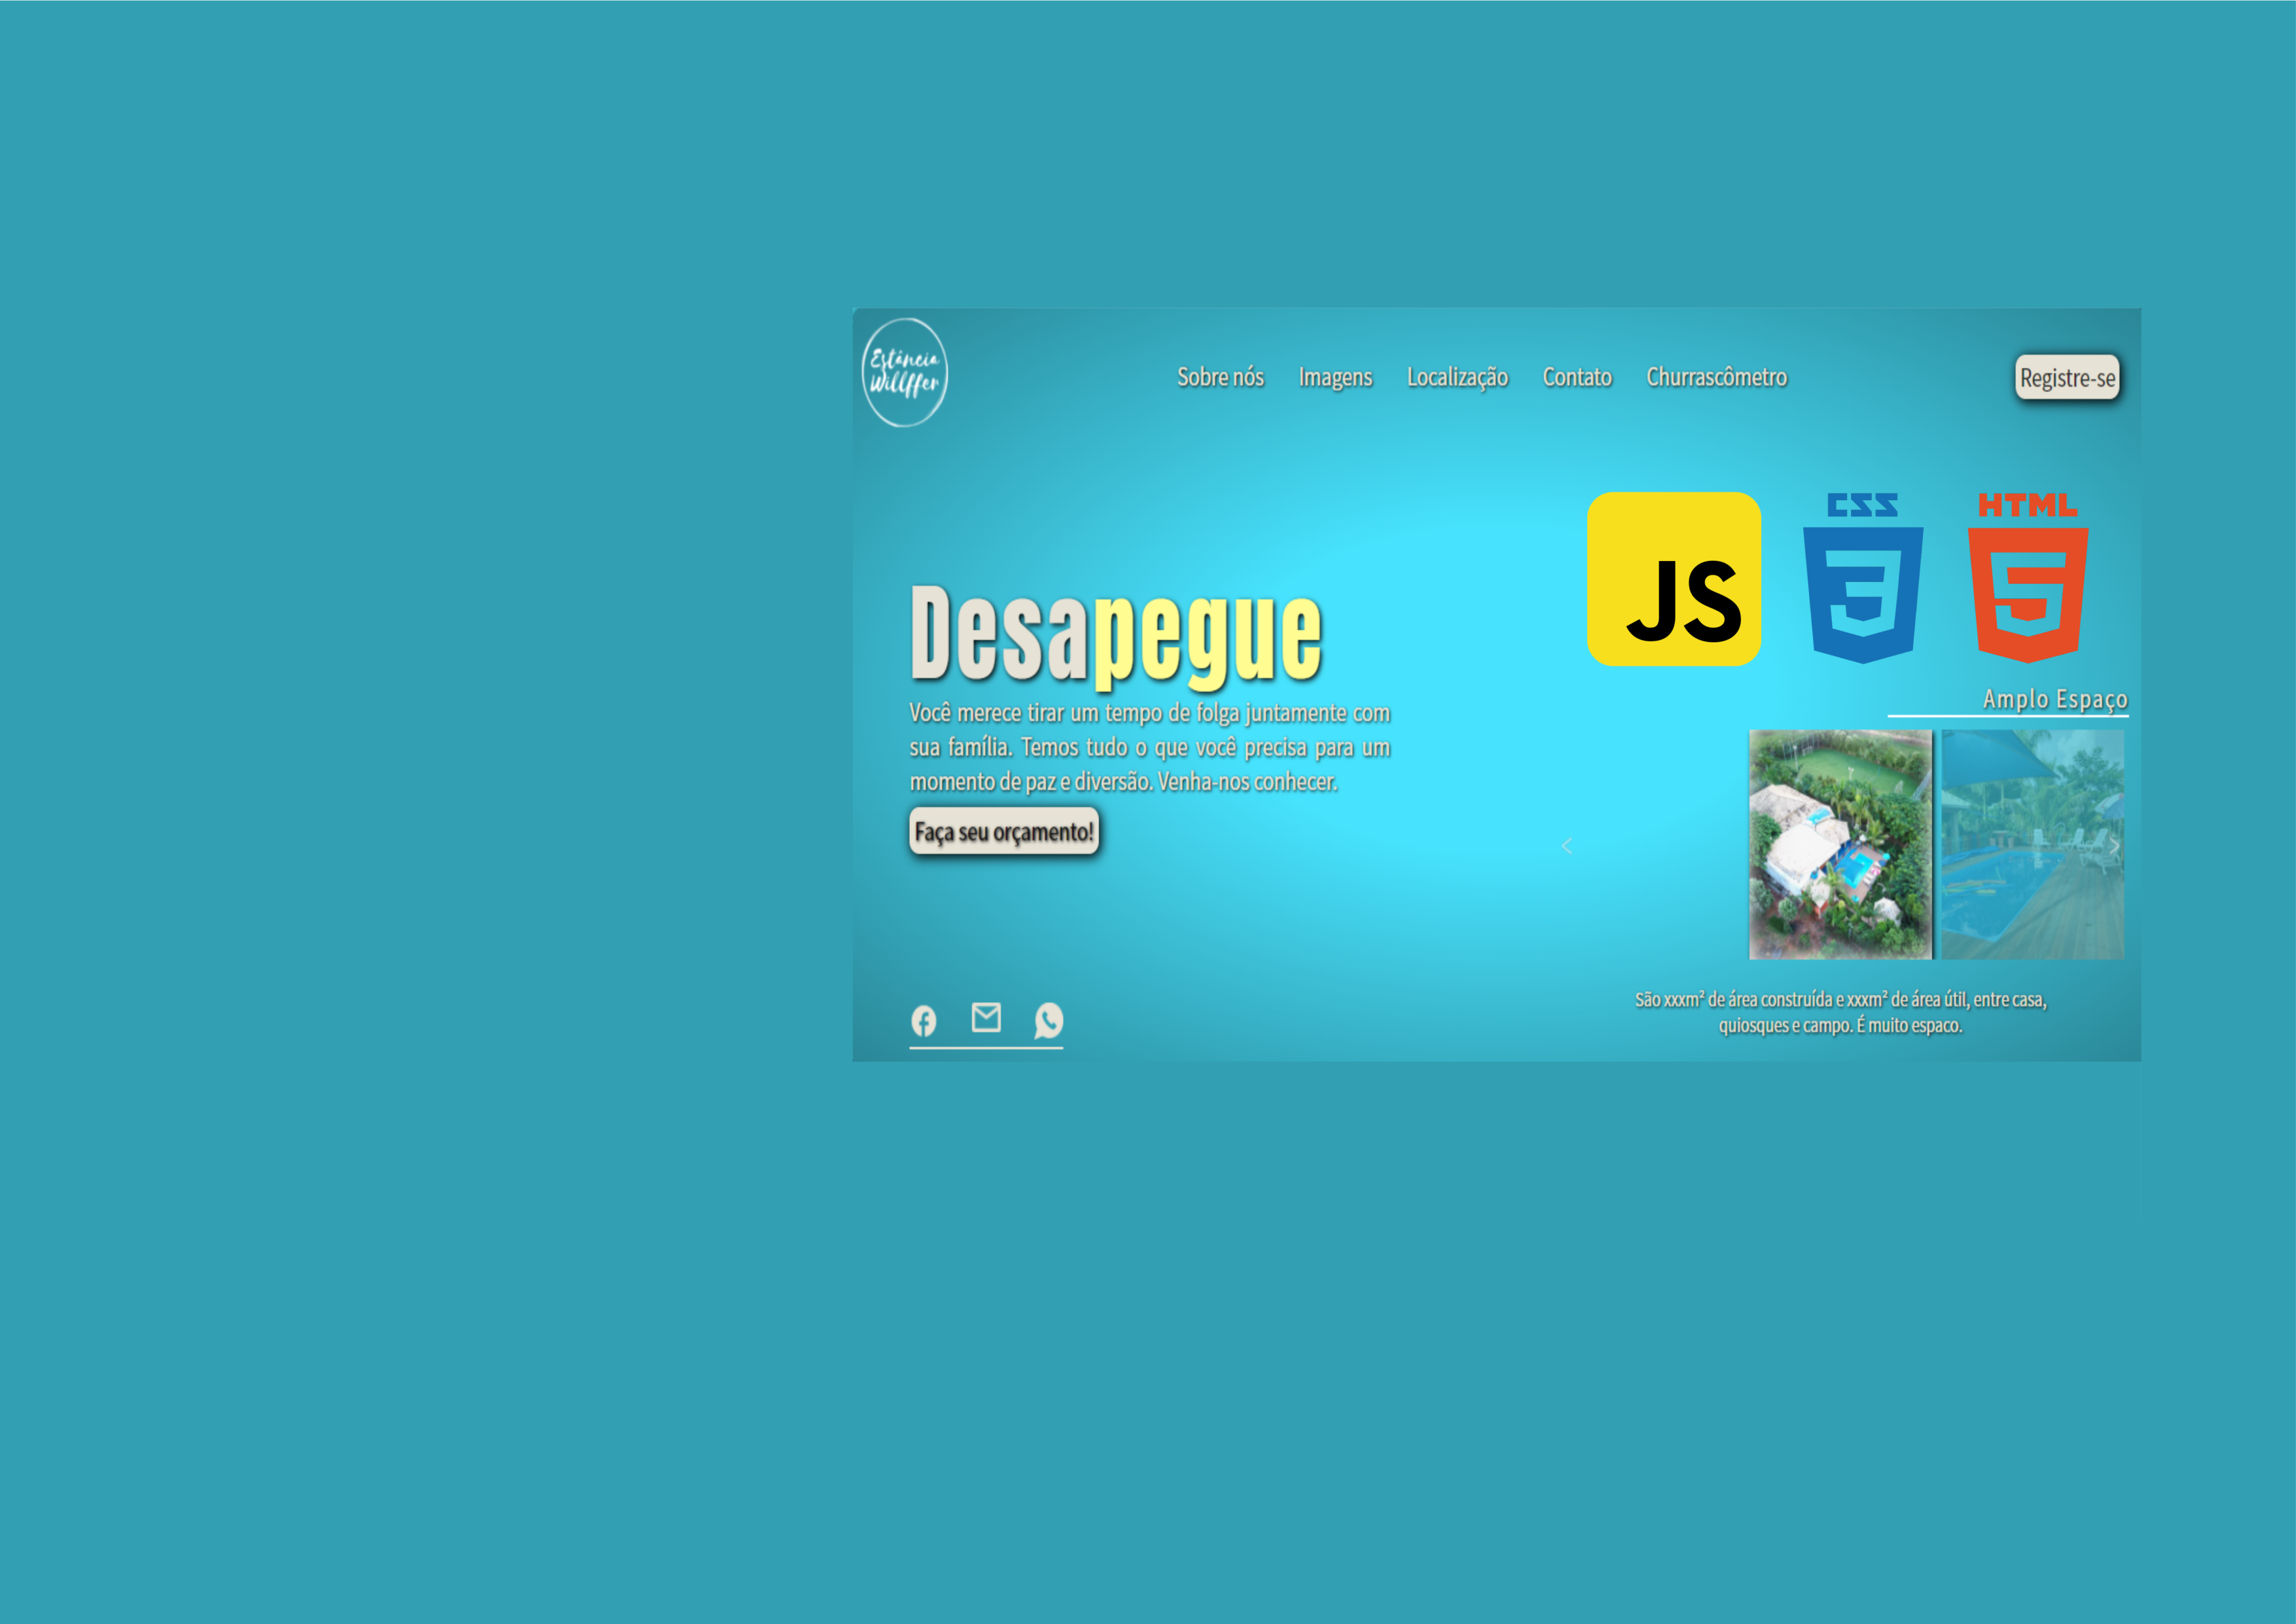 Estância
Willffer
Sobre nós Imagens Localização Contato Churrascômetro
Registre-se
JS
CSS
HTML
Desapegue
Você merece tirar um tempo de folga juntamente com
sua família. Temos tudo o que você precisa para um
momento de paz e diversão. Venha-nos conhecer.
Faça seu orçamento!
Amplo Espaço
<
>
São xxxm² de área construída e xxxm² de área útil, entre casa,
quiosques e campo. É muito espaco.